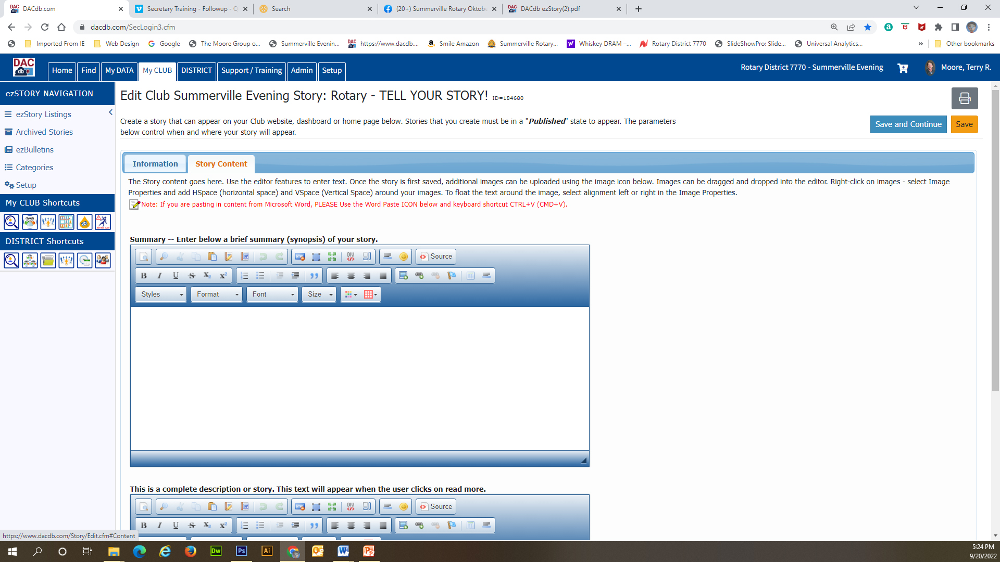 DACdb.com
Secretary Training - Followup - Q
Search
(20+) Summerville Rotary Oktobe
DACdb ezStory(2).pdf
dacdb.com/SecLogin3.cfm
Imported From IE
Web Design
Google
The Moore Group o...
Summerville Evenin...
https://www.dacdb....
Smile Amazon
Summerville Rotary...
Whiskey DRAM –...
Rotary District 7770
SlideShowPro: Slide...
Universal Analytics...
»
Other bookmarks
DAC
db
Home
Find
My DATA
My CLUB
DISTRICT
Support / Training
Admin
Setup
Rotary District 7770 - Summerville Evening
Moore, Terry R.
ezSTORY NAVIGATION
ezStory Listings
Archived Stories
ezBulletins
Categories
Setup
My CLUB Shortcuts
DISTRICT Shortcuts
Edit Club Summerville Evening Story: Rotary - TELL YOUR STORY! ID=184680
Create a story that can appear on your Club website, dashboard or home page below. Stories that you create must be in a "Published" state to appear. The parameters
below control when and where your story will appear.
Save and Continue
Save
Information
Story Content
The Story content goes here. Use the editor features to enter text. Once the story is first saved, additional images can be uploaded using the image icon below. Images can be dragged and dropped into the editor. Right-click on images - select Image
Properties and add HSpace (horizontal space) and VSpace (Vertical Space) around your images. To float the text around the image, select alignment left or right in the Image Properties.
Note: If you are pasting in content from Microsoft Word, PLEASE Use the Word Paste ICON below and keyboard shortcut CTRL+V (CMD+V).
Summary -- Enter below a brief summary (synopsis) of your story.
Source
Styles
Format
Font
Size
This is a complete description or story. This text will appear when the user clicks on read more.
Source
https://www.dacdb.com/Story/Edit.cfm#Content
5:24 PM
9/20/2022